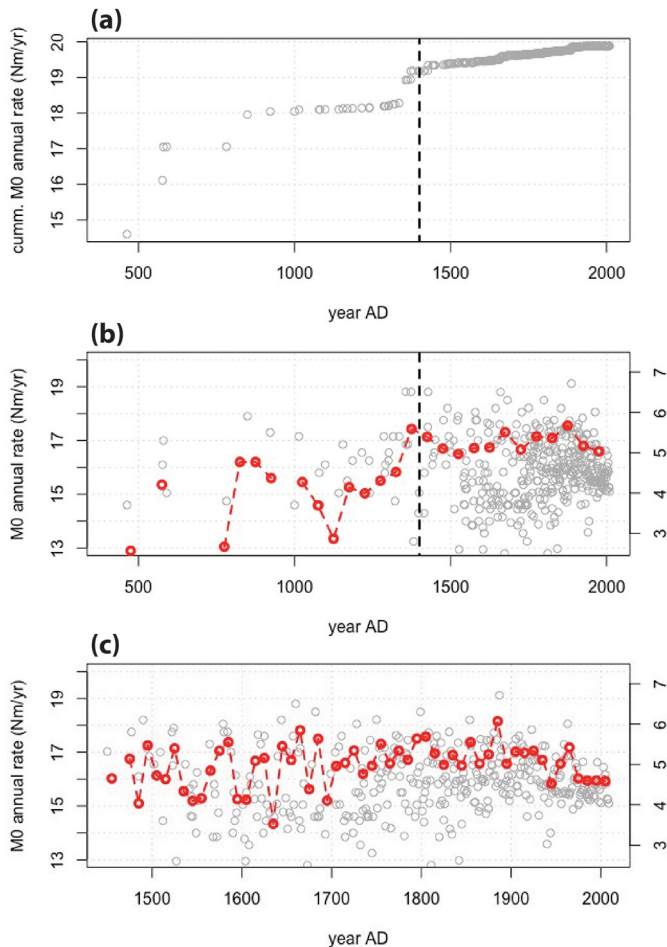 (a)
cumm. M0 annual rate (Nm/yr)
20
19
18
17
16
15
500 1000 1500 2000
year AD
(b)
M0 annual rate (Nm/yr)
19
17
15
13
7
6
5
4
3
500 1000 1500 2000
year AD
(c)
M0 annual rate (Nm/yr)
19
17
15
13
7
6
5
4
3
1500 1600 1700 1800 1900 2000
year AD